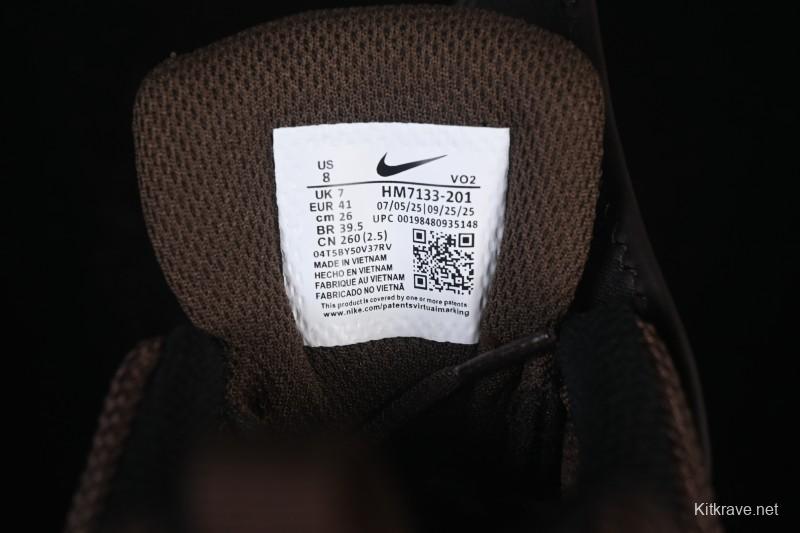 US
8
VO2
UK 7
EUR 41
cm 26
BR 39.5
CN 260 (2.5)
HM7133-201
07/05/25|09/25/25
UPC 00198480935148
04T5BY50V37RV
MADE IN VIETNAM
HECHO EN VIETNAM
FABRIQUE AU VIETNAM
FABRICADO NO VIETNÃ
This product is covered by one or more patents
www.nike.com/patentsvirtualmarking
Kitkrave.net